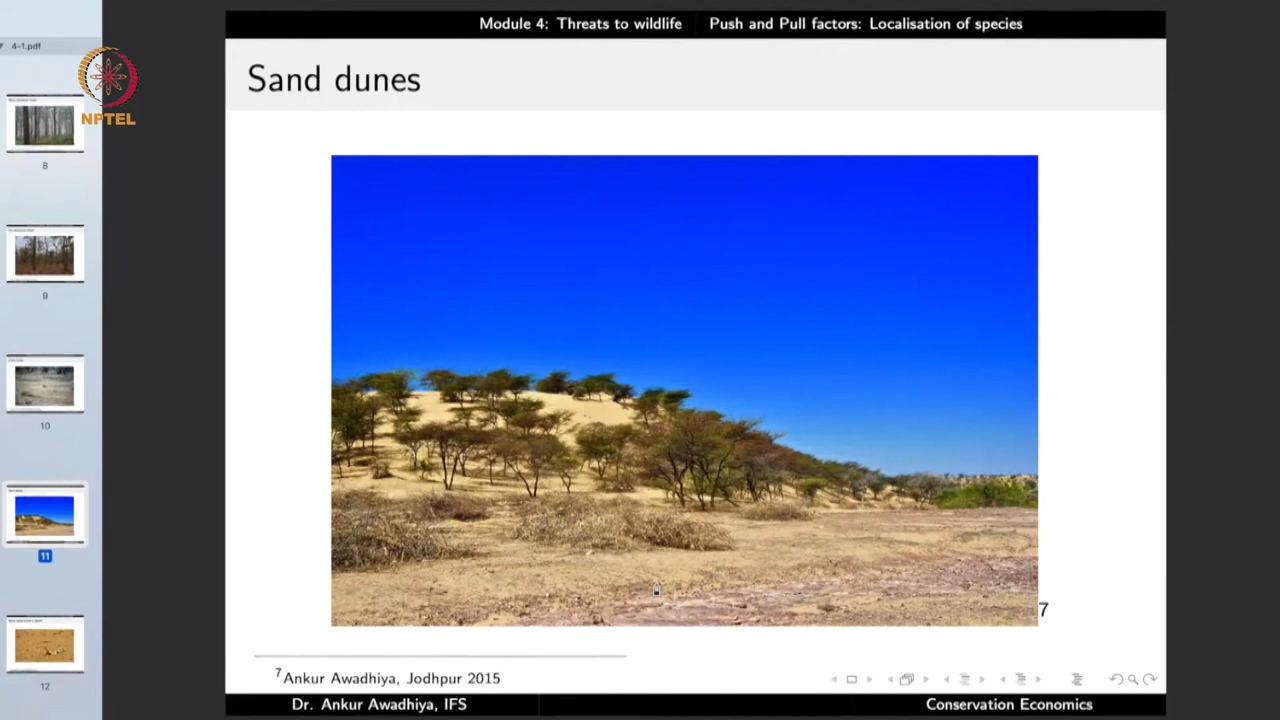 Module 4: Threats to wildlife Push and Pull factors: Localisation of species
4-1.pdf
NPTEL
Sand dunes
8
9
10
11
12
7
7Ankur Awadhiya, Jodhpur 2015
Dr. Ankur Awadhiya, IFS Conservation Economics